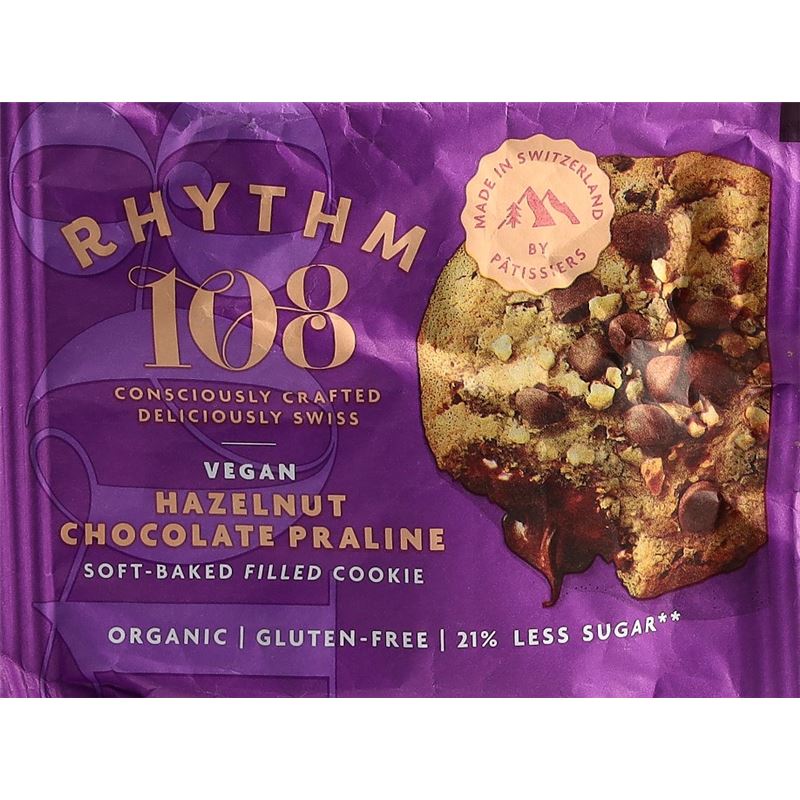 RHYTHM
108
CONSCIOUSLY CRAFTED
DELICIOUSLY SWISS
VEGAN
HAZELNUT
CHOCOLATE PRALINE
SOFT-BAKED FILLED COOKIE
ORGANIC | GLUTEN-FREE | 21% LESS SUGAR**
MADE IN SWITZERLAND
BY
PÂTISSIERS